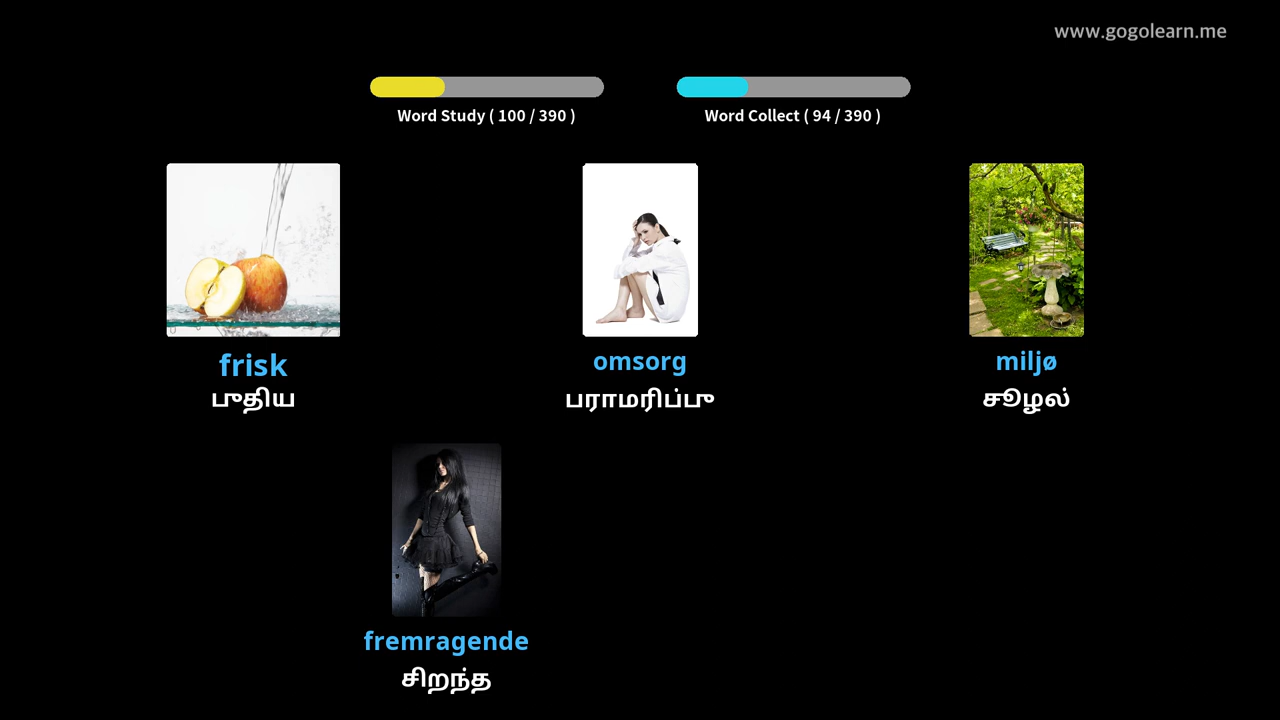 www.gogolearn.me
Word Study ( 100 / 390 )
Word Collect ( 94 / 390 )
frisk
புதிய
omsorg
பராமரிப்பு
miljø
சூழல்
fremragende
சிறந்த